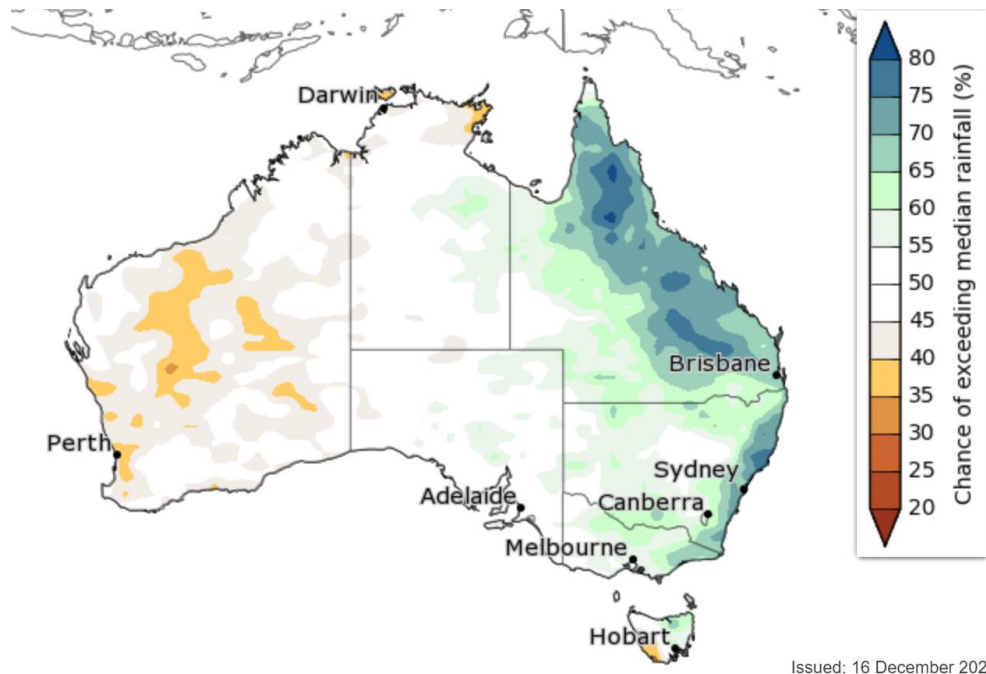 Darwin
Brisbane
Perth
Sydney
Adelaide
Canberra
Melbourne
Hobart
80
75
70
65
60
55
50
45
40
35
30
25
20
Chance of exceeding median rainfall (%)
Issued: 16 December 202